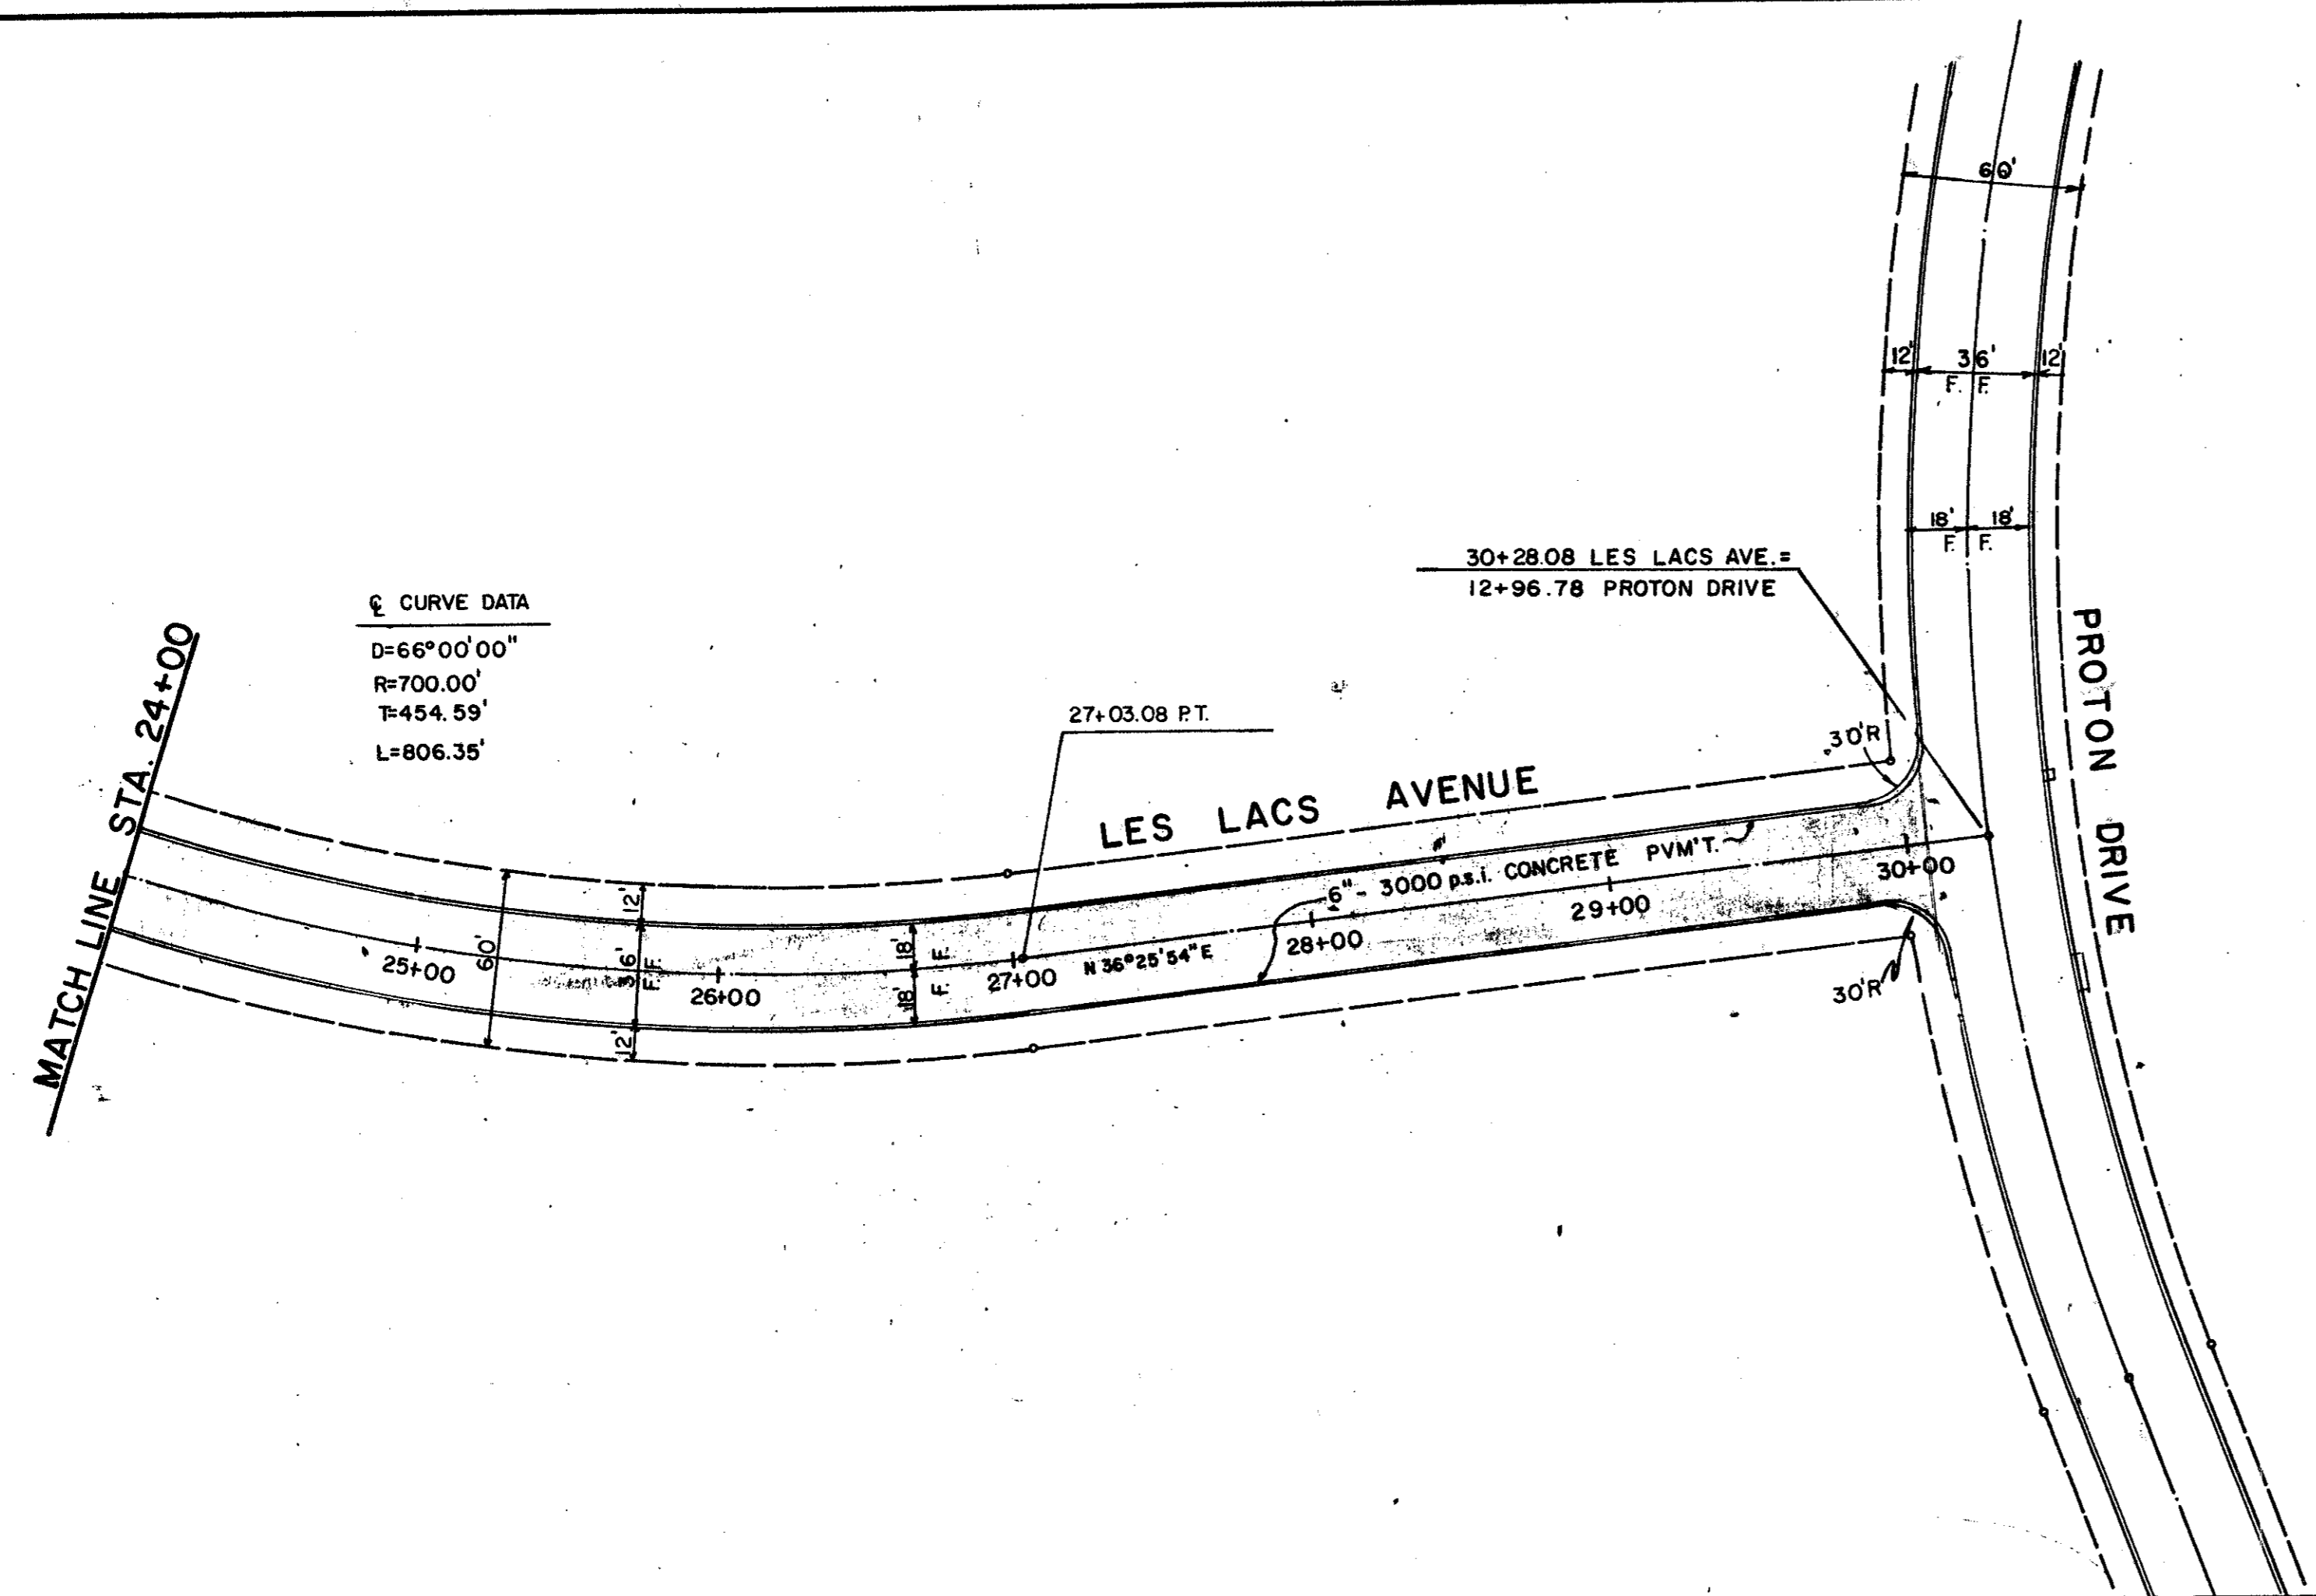 60'
12' 36' 12'
F. F.
18' 18'
F. F.
30+28.08 LES LACS AVE.=
12+96.78 PROTON DRIVE
℄ CURVE DATA
D=66°00'00"
R=700.00'
T=454.59'
L=806.35'
MATCH LINE STA. 24+00
27+03.08 P.T.
30'R
LES LACS AVENUE
PROTON DRIVE
6"- 3000 p.s.i. CONCRETE PVM'T.
30+00
29+00
28+00
N 36°25'54"E
27+00
26+00
25+00
60'
12'
36'
F.F.
12'
18'
F.
18'
F.
30'R